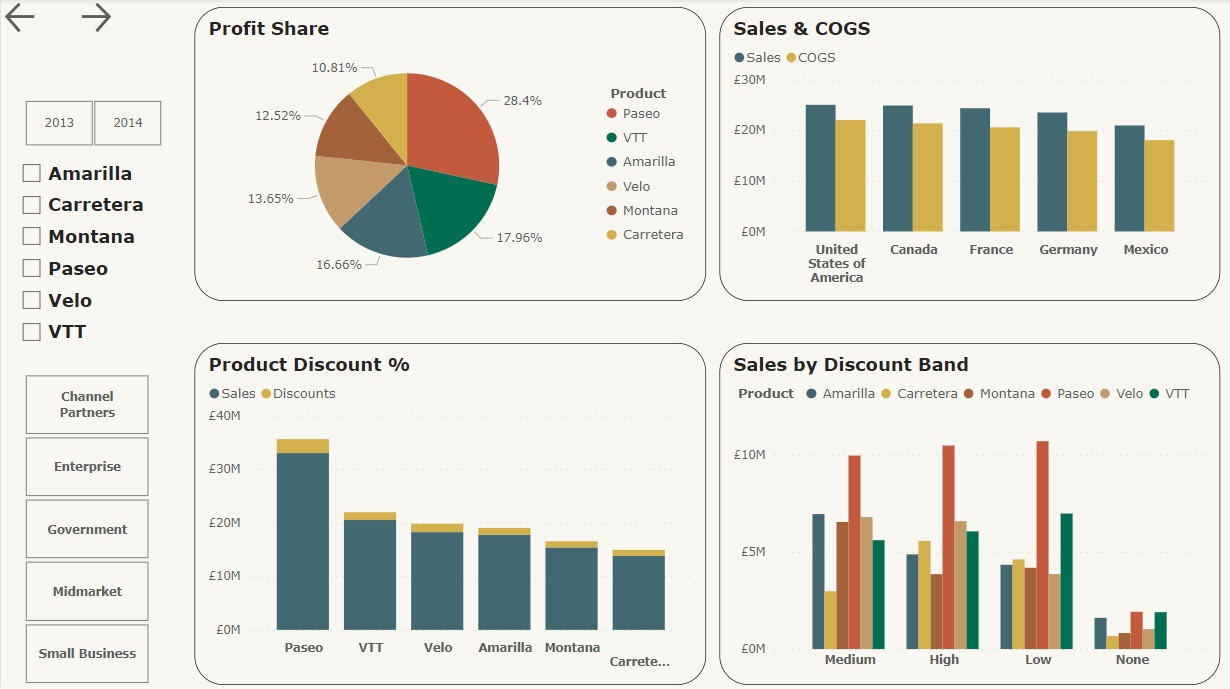 2013
2014
Amarilla
Carretera
Montana
Paseo
Velo
VTT
Channel
Partners
Enterprise
Government
Midmarket
Small Business
Profit Share
10.81%
28.4%
12.52%
13.65%
17.96%
16.66%
Product
Paseo
VTT
Amarilla
Velo
Montana
Carretera
Sales & COGS
Sales COGS
£30M
£20M
£10M
£0M
United
States of
America
Canada
France
Germany
Mexico
Product Discount %
Sales Discounts
£40M
£30M
£20M
£10M
£0M
Paseo
VTT
Velo
Amarilla
Montana
Carrete...
Sales by Discount Band
Product Amarilla Carretera Montana Paseo Velo VTT
£10M
£5M
£0M
Medium
High
Low
None